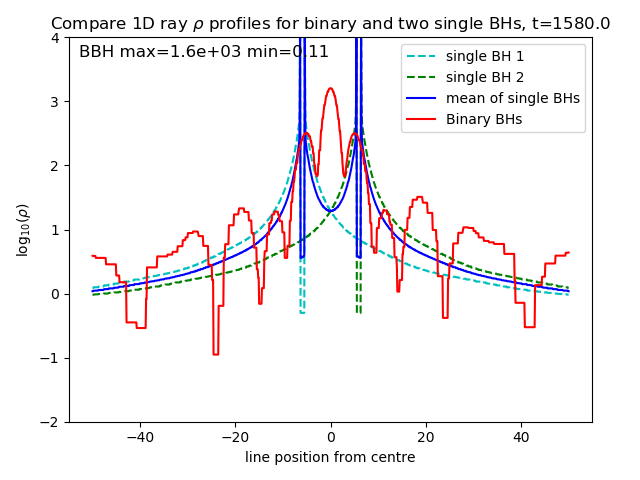 Compare 1D ray ρ profiles for binary and two single BHs, t=1580.0
BBH max=1.6e+03 min=0.11
single BH 1
single BH 2
mean of single BHs
Binary BHs
4
3
2
1
0
−1
−2
log₁₀(ρ)
−40 −20 0 20 40
line position from centre